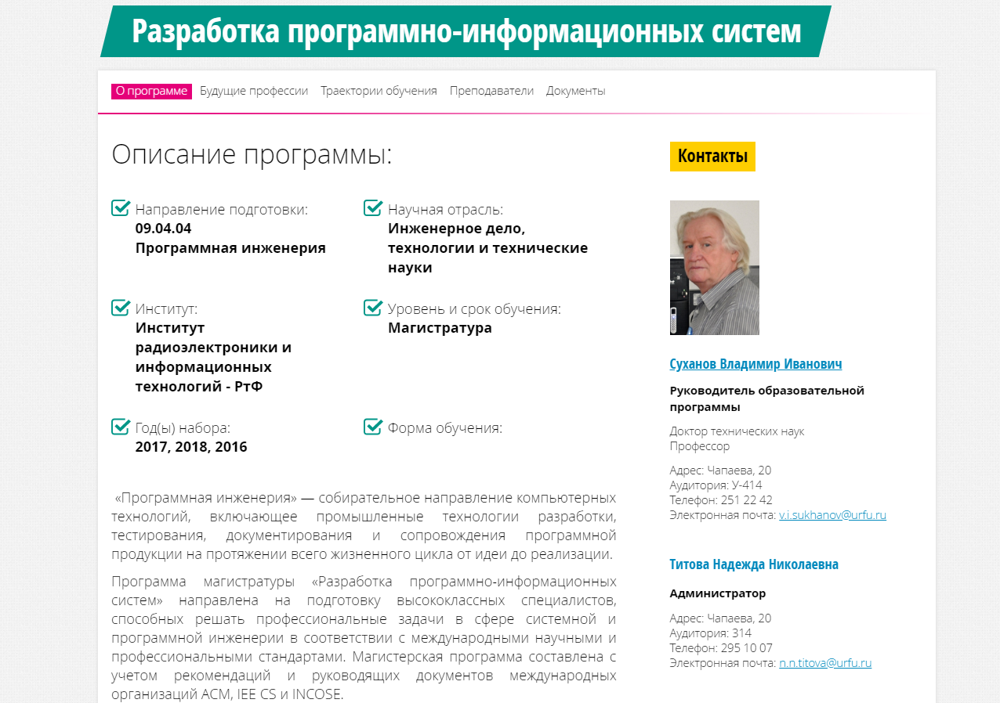 Разработка программно-информационных систем
О программе Будущие профессии Траектории обучения Преподаватели Документы
Описание программы:
Направление подготовки:
09.04.04
Программная инженерия
Научная отрасль:
Инженерное дело,
технологии и технические
науки
Институт:
Институт
радиоэлектроники и
информационных
технологий - РтФ
Уровень и срок обучения:
Магистратура
Год(ы) набора:
2017, 2018, 2016
Форма обучения:
«Программная инженерия» — собирательное направление компьютерных
технологий, включающее промышленные технологии разработки,
тестирования, документирования и сопровождения программной
продукции на протяжении всего жизненного цикла от идеи до реализации.
Программа магистратуры «Разработка программно-информационных
систем» направлена на подготовку высококлассных специалистов,
способных решать профессиональные задачи в сфере системной и
программной инженерии в соответствии с международными научными и
профессиональными стандартами. Магистерская программа составлена с
учетом рекомендаций и руководящих документов международных
организаций ACM, IEE CS и INCOSE.
Контакты
Суханов Владимир Иванович
Руководитель образовательной
программы
Доктор технических наук
Профессор
Адрес: Чапаева, 20
Аудитория: У-414
Телефон: 251 22 42
Электронная почта: v.i.sukhanov@urfu.ru
Титова Надежда Николаевна
Администратор
Адрес: Чапаева, 20
Аудитория: 314
Телефон: 295 10 07
Электронная почта: n.n.titova@urfu.ru